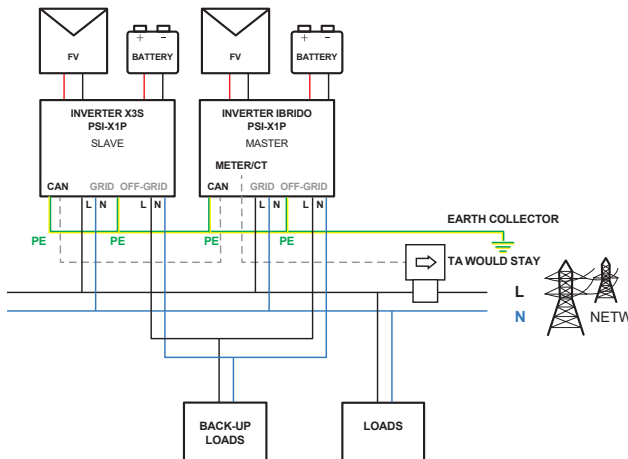 FV
+ -
BATTERY
FV
+ -
BATTERY
INVERTER X3S
PSI-X1P
SLAVE
INVERTER IBRIDO
PSI-X1P
MASTER
METER/CT
CAN GRID OFF-GRID
CAN GRID OFF-GRID
L N L N
L N L N
EARTH COLLECTOR
PE PE PE PE
TA WOULD STAY
L
N
NETW
BACK-UP
LOADS
LOADS